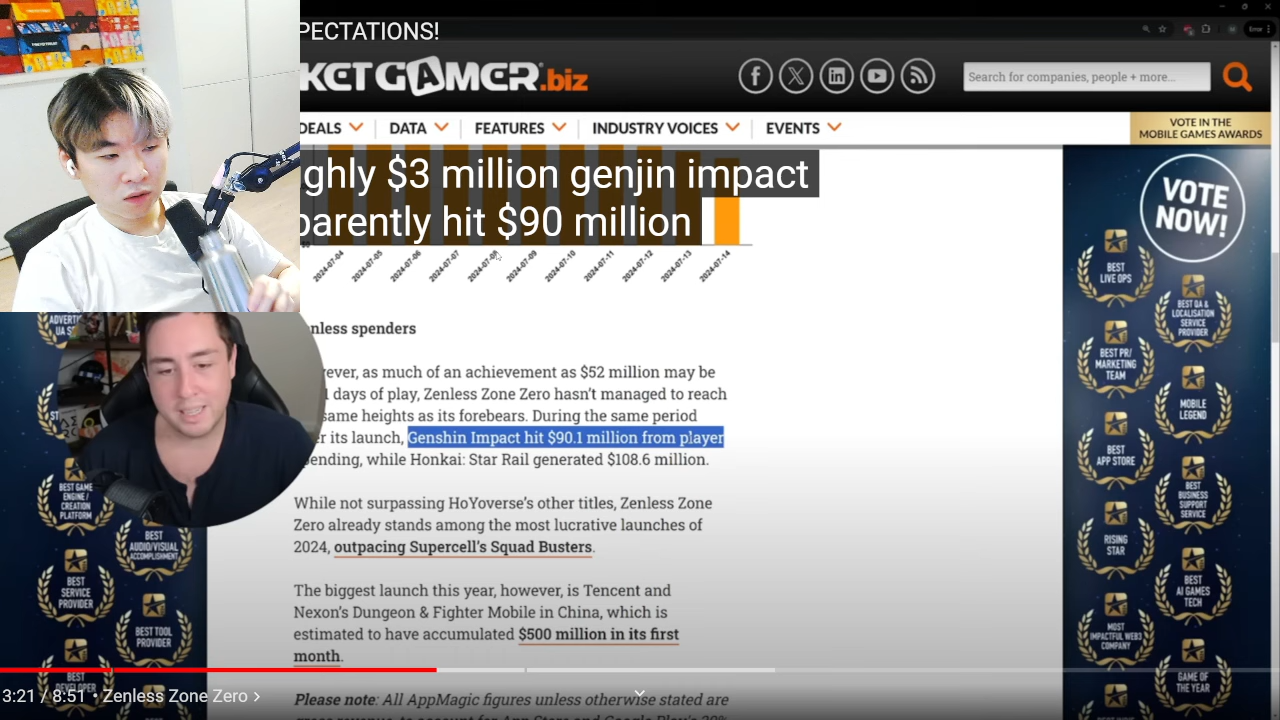 PECTATIONS!
KET GAMER.biz
Search for companies, people + more...
DEALS
DATA
FEATURES
INDUSTRY VOICES
EVENTS
VOTE IN THE
MOBILE GAMES AWARDS
ghly $3 million genjin impact
parently hit $90 million
2024-07-04
2024-07-05
2024-07-06
2024-07-07
2024-07-08
2024-07-09
2024-07-10
2024-07-11
2024-07-12
2024-07-13
2024-07-14
nless spenders
ever, as much of an achievement as $52 million may be
days of play, Zenless Zone Zero hasn't managed to reach
same heights as its forebears. During the same period
er its launch, Genshin Impact hit $90.1 million from player
pending, while Honkai: Star Rail generated $108.6 million.
While not surpassing HoYoverse's other titles, Zenless Zone
Zero already stands among the most lucrative launches of
2024, outpacing Supercell's Squad Busters.
The biggest launch this year, however, is Tencent and
Nexon's Dungeon & Fighter Mobile in China, which is
estimated to have accumulated $500 million in its first
month.
Please note: All AppMagic figures unless otherwise stated are
VOTE
NOW!
BEST
LIVE OPS
BEST QA &
LOCALISATION
SERVICE
PROVIDER
BEST PR/
MARKETING
TEAM
MOBILE
LEGEND
BEST
APP STORE
BEST
BUSINESS
SUPPORT
SERVICE
RISING
STAR
BEST
AI GAMES
TECH
MOST
IMPACTFUL WEB3
COMPANY
GAME OF
THE YEAR
ADVERTI
UA S
ST
BEST GAME
ENGINE /
CREATION
PLATFORM
BEST
AUDIO/VISUAL
ACCOMPLISHMENT
BEST
SERVICE
PROVIDER
BEST TOOL
PROVIDER
BEST
DEVELOPER
3:21 / 8:51 • Zenless Zone Zero >